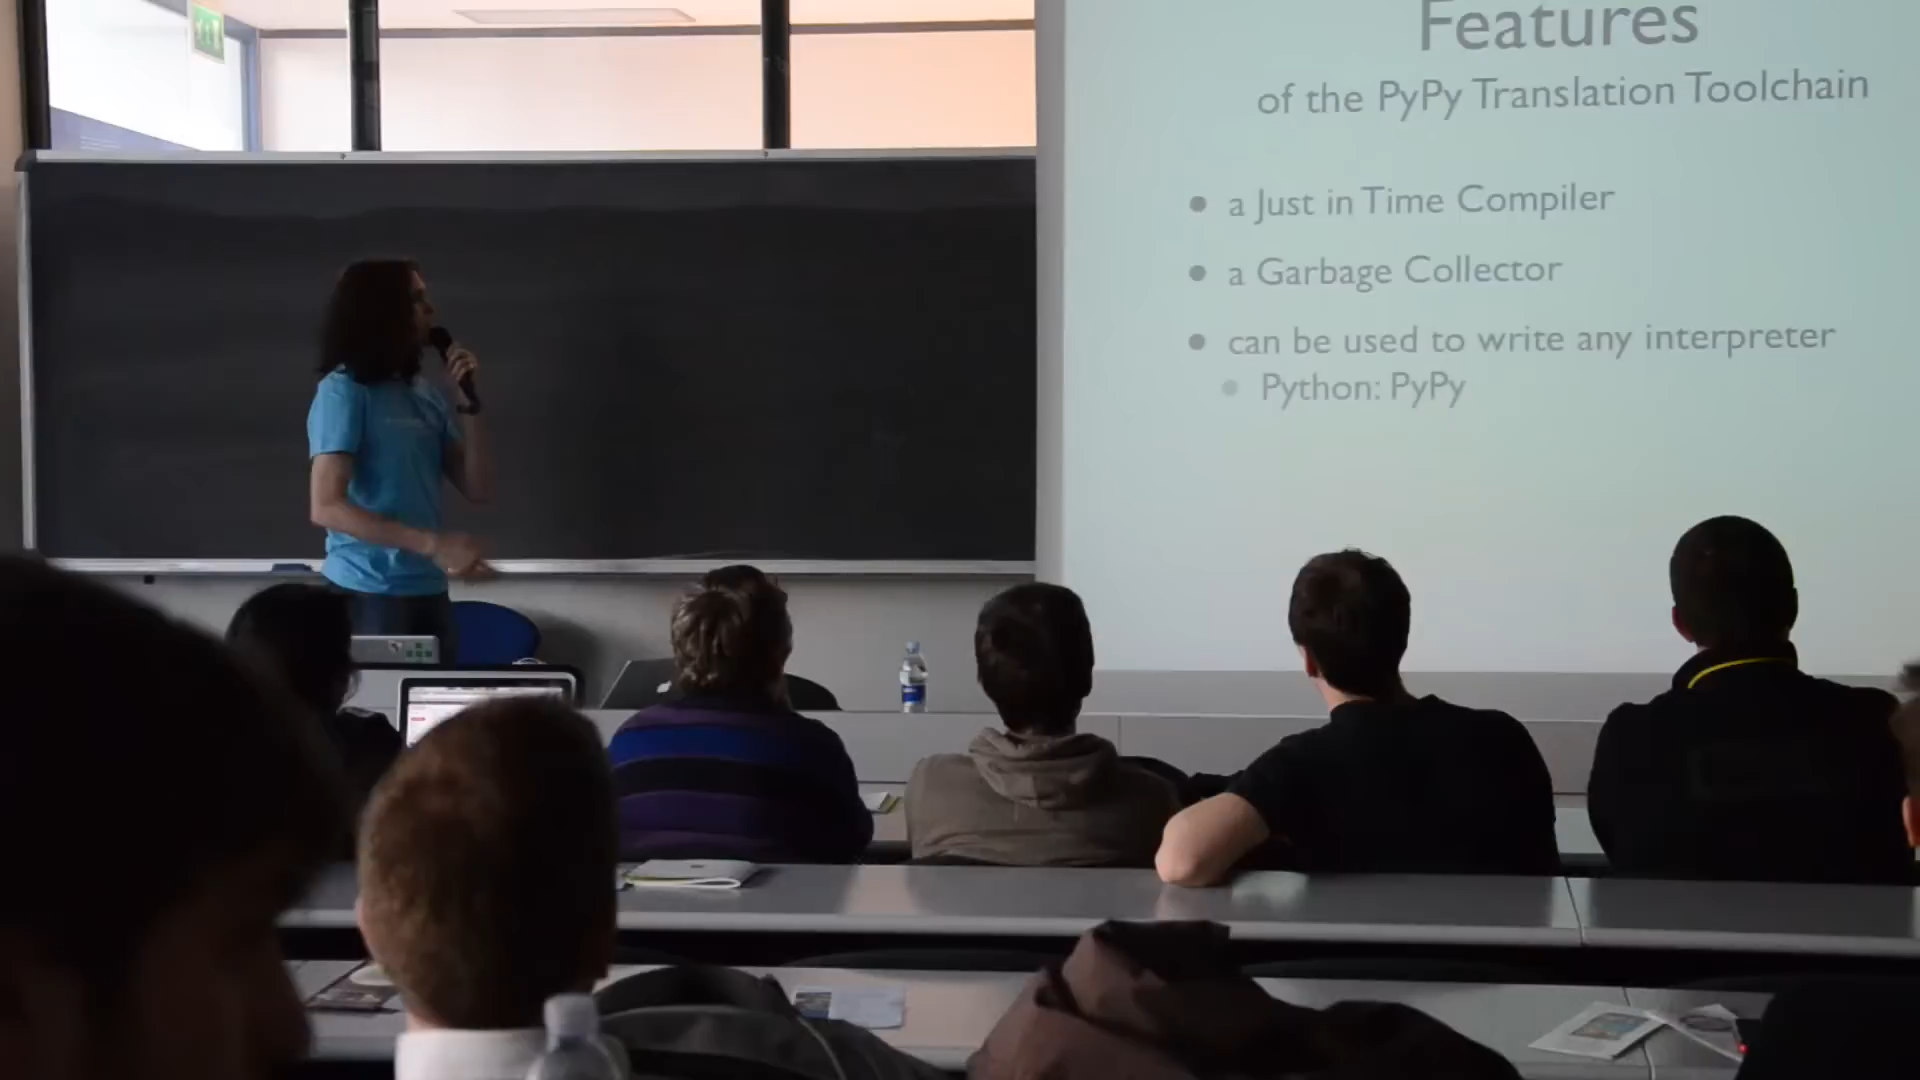 Features
of the PyPy Translation Toolchain
• a Just in Time Compiler
• a Garbage Collector
• can be used to write any interpreter
• Python: PyPy